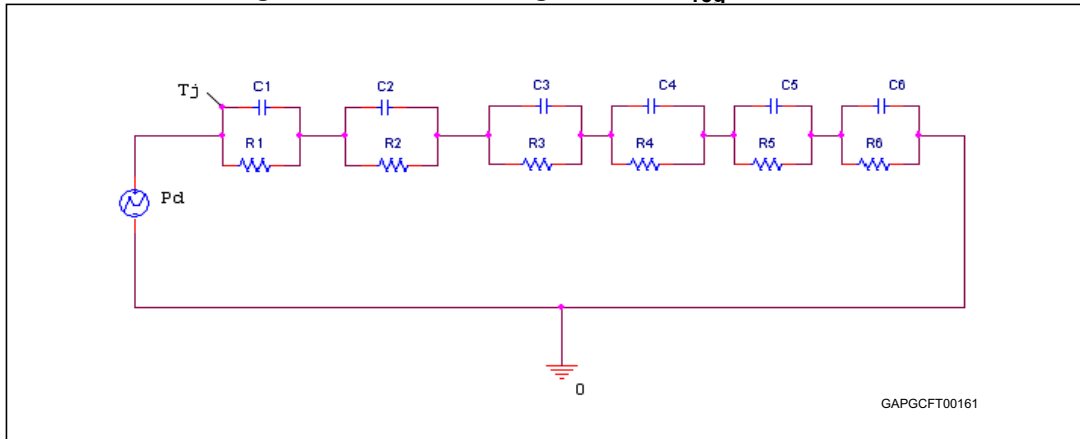 Tj
C1 C2 C3 C4 C5 C6
R1 R2 R3 R4 R5 R6
Pd
0
GAPGCFT00161